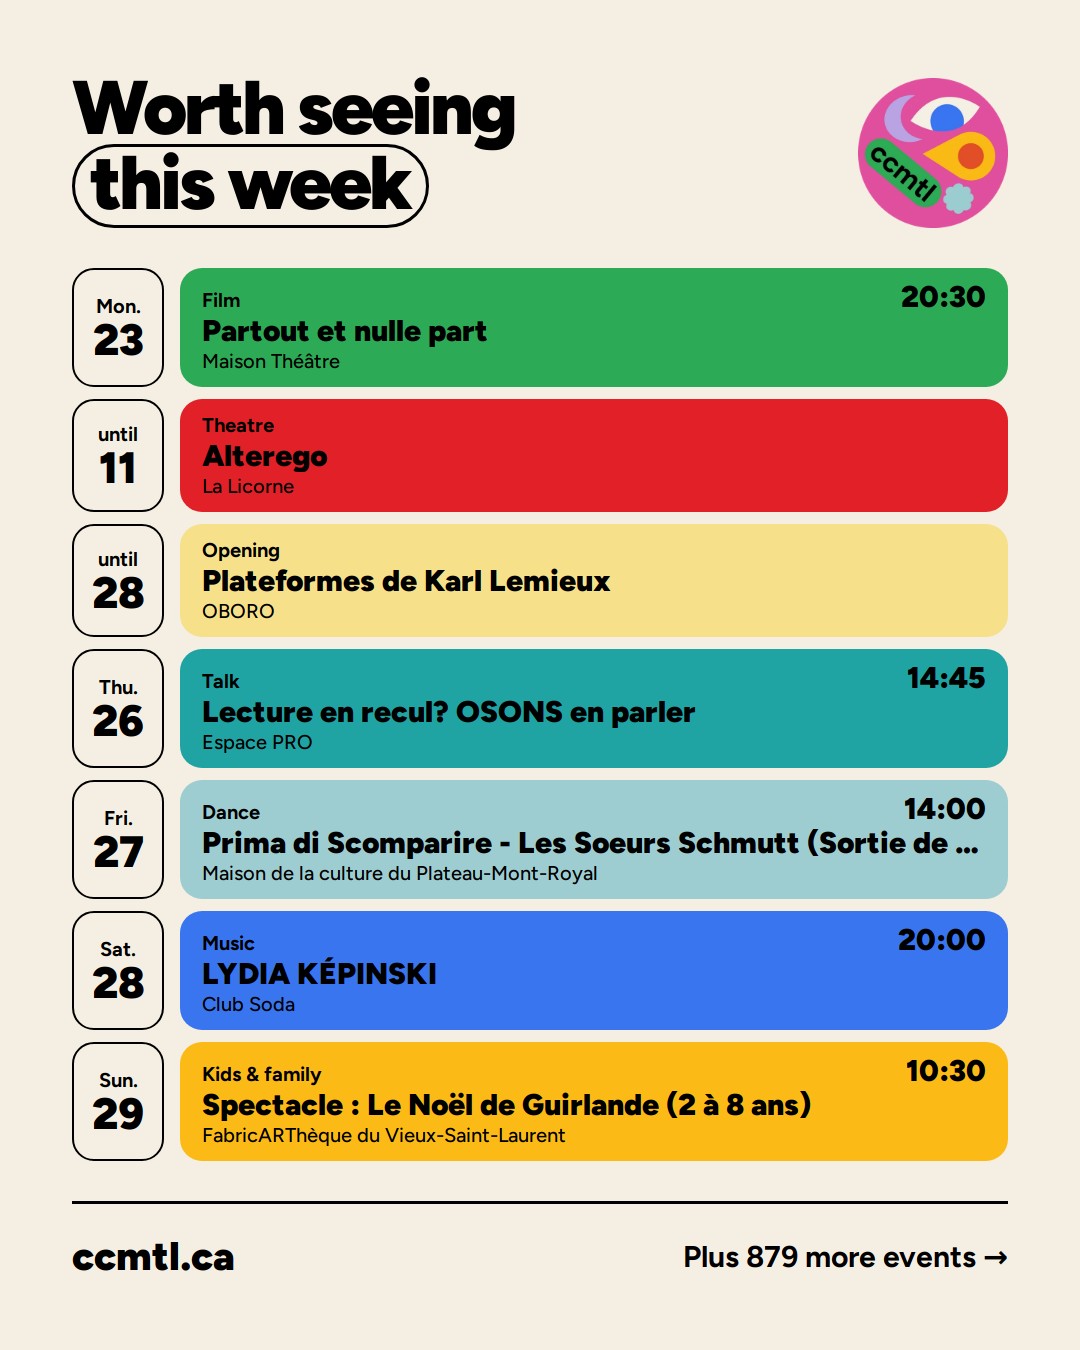 Worth seeing
this week
ccmtl
Mon.
23
Film
20:30
Partout et nulle part
Maison Théâtre
until
11
Theatre
Alterego
La Licorne
until
28
Opening
Plateformes de Karl Lemieux
OBORO
Thu.
26
Talk
14:45
Lecture en recul? OSONS en parler
Espace PRO
Fri.
27
Dance
14:00
Prima di Scomparire - Les Soeurs Schmutt (Sortie de ...
Maison de la culture du Plateau-Mont-Royal
Sat.
28
Music
20:00
LYDIA KÉPINSKI
Club Soda
Sun.
29
Kids & family
10:30
Spectacle : Le Noël de Guirlande (2 à 8 ans)
FabricARThèque du Vieux-Saint-Laurent
ccmtl.ca
Plus 879 more events →